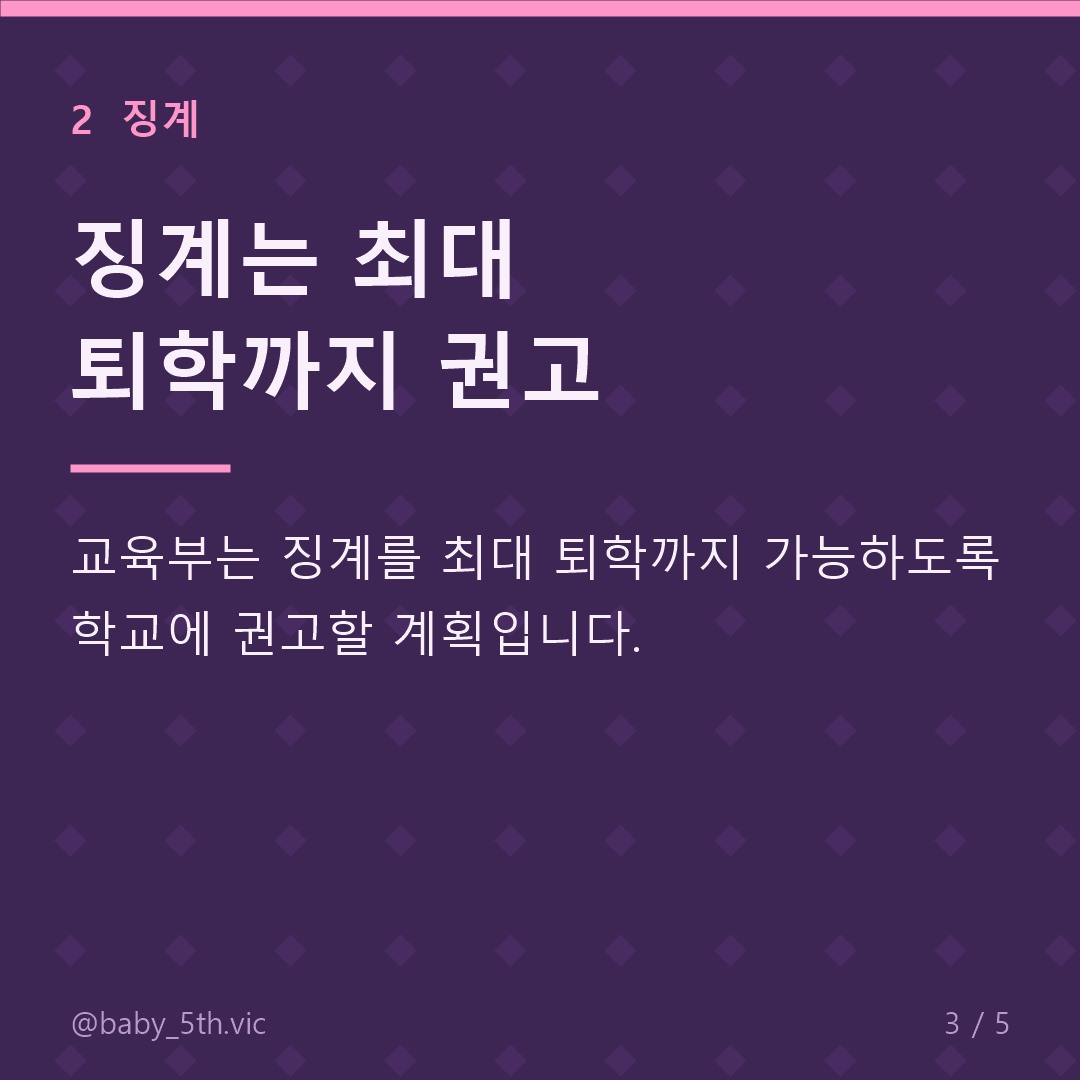 2 징계
징계는 최대
퇴학까지 권고
교육부는 징계를 최대 퇴학까지 가능하도록
학교에 권고할 계획입니다.
@baby_5th.vic
3 / 5